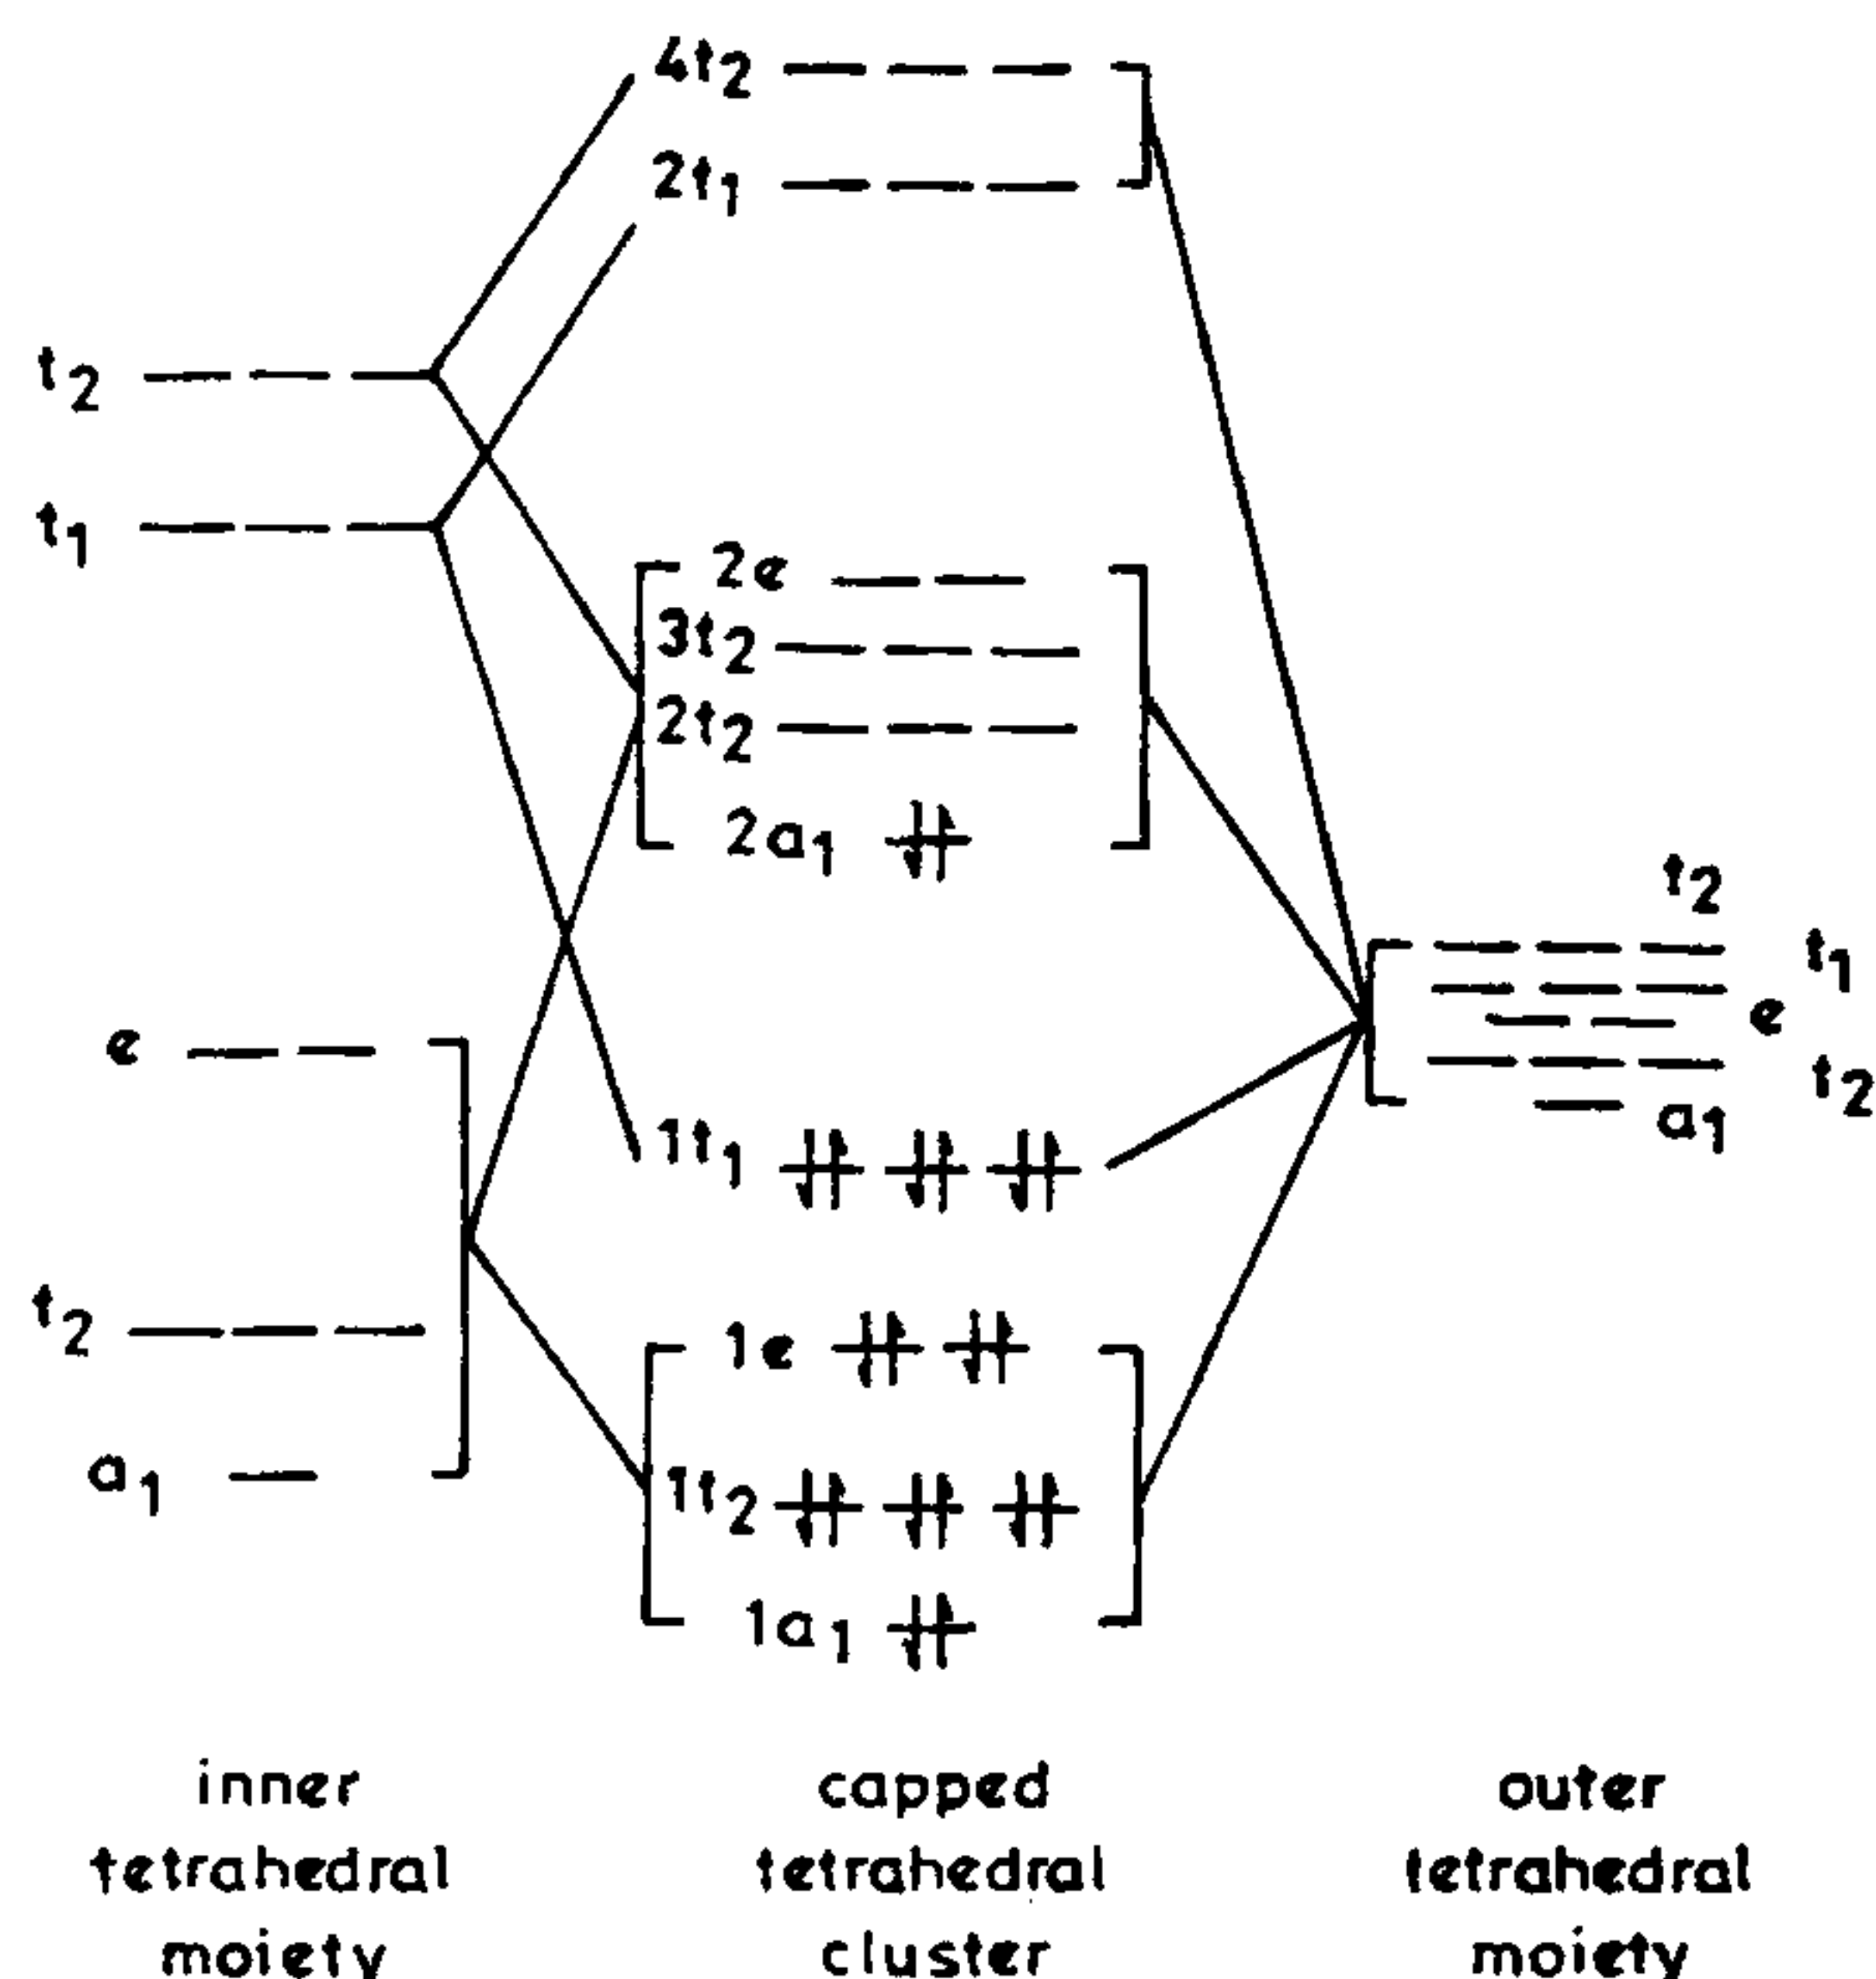 4t2
2t1
t2
t1
2e
3t2
2t2
2a1
t2
t1
e
t2
a1
e
t2
a1
1t1
1e
1t2
1a1
inner
tetrahedral
moiety
capped
tetrahedral
cluster
outer
tetrahedral
moiety